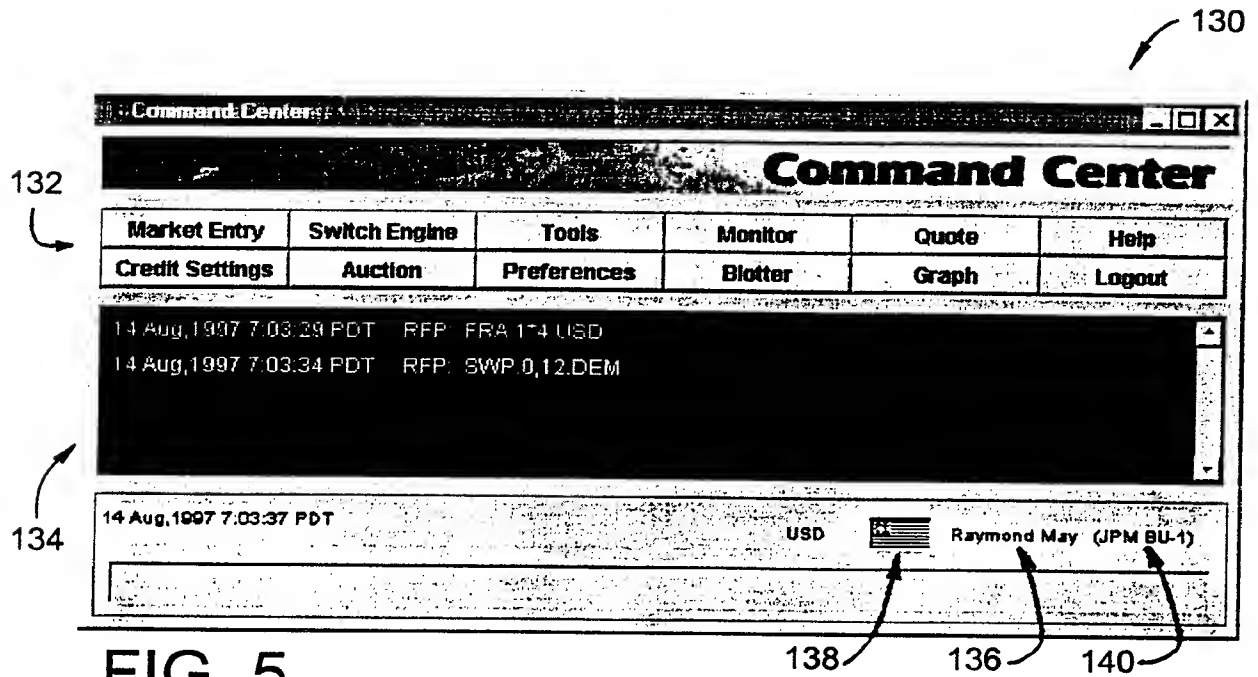 130
Command Center
Command Center
132
Market Entry Switch Engine Tools Monitor Quote Help
Credit Settings Auction Preferences Blotter Graph Logout
14 Aug,1997 7:03:29 PDT RFP: FRA 1*4 USD
14 Aug,1997 7:03:34 PDT RFP: SWP.0,12.DEM
134
14 Aug,1997 7:03:37 PDT
USD Raymond May (JPM BU-1)
138 136 140
FIG. 5